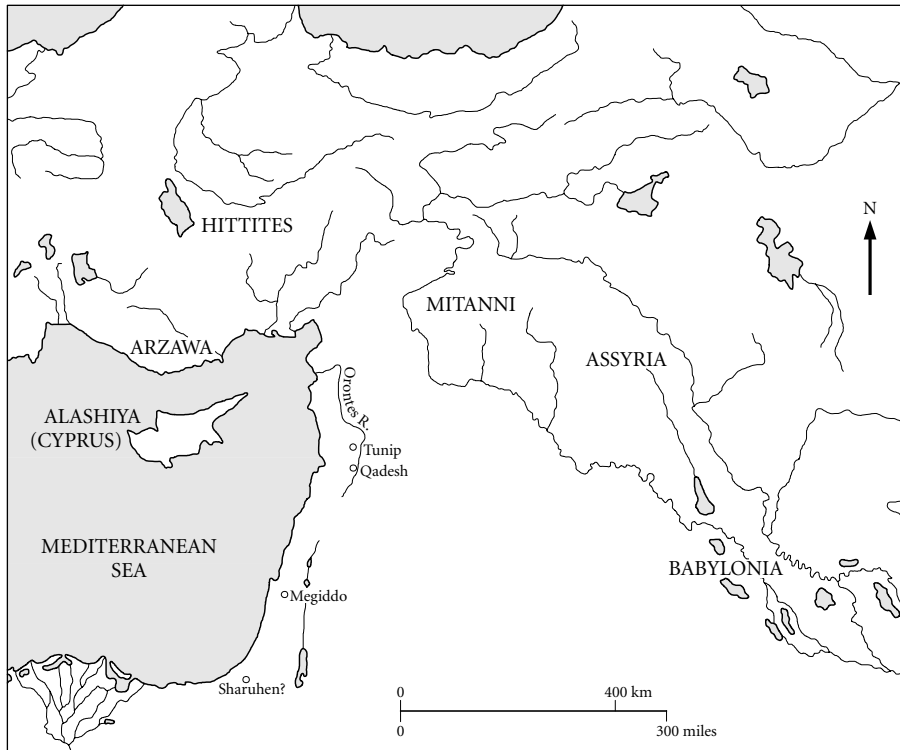 HITTITES
N
MITANNI
ARZAWA
ASSYRIA
Orontes R.
ALASHIYA
(CYPRUS)
Tunip
Qadesh
MEDITERRANEAN
SEA
BABYLONIA
Megiddo
Sharuhen?
0
400 km
0
300 miles